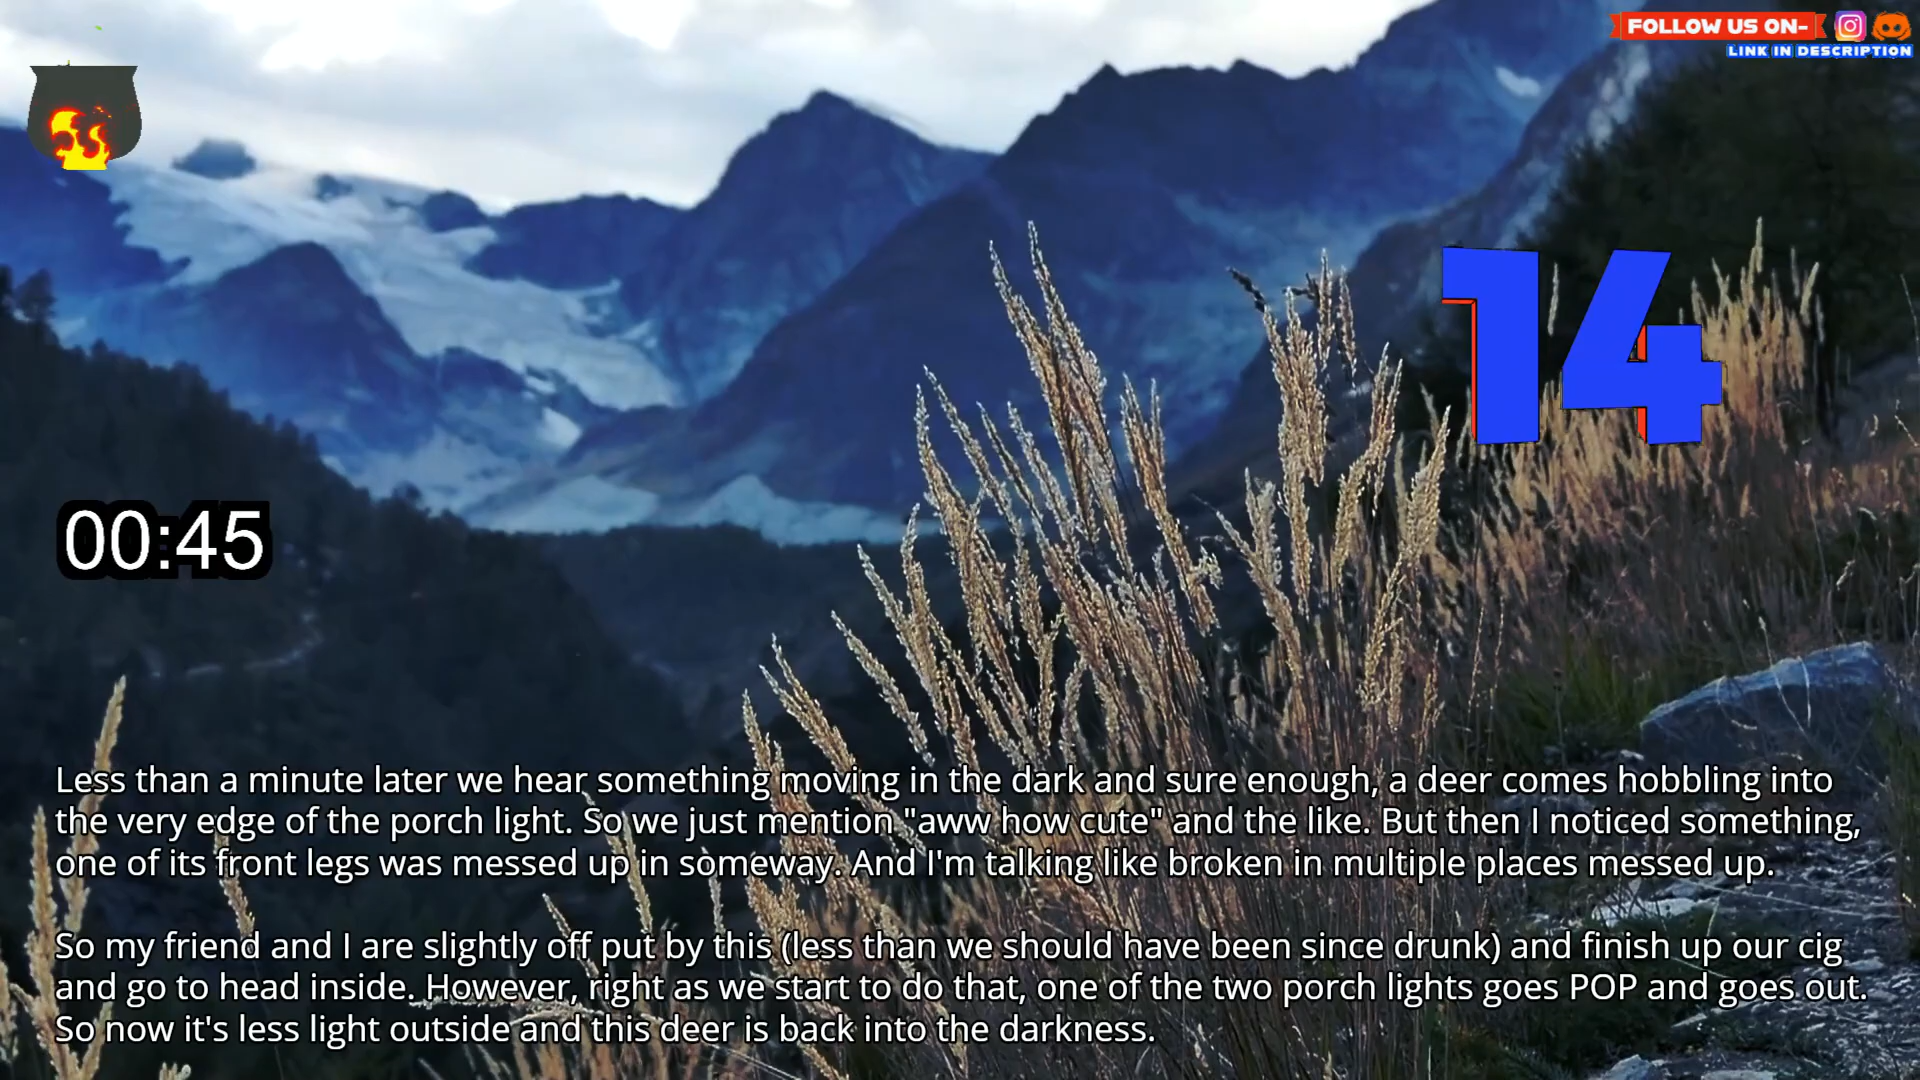 FOLLOW US ON-
LINK IN DESCRIPTION
14
00:45
Less than a minute later we hear something moving in the dark and sure enough, a deer comes hobbling into
the very edge of the porch light. So we just mention "aww how cute" and the like. But then I noticed something,
one of its front legs was messed up in someway. And I'm talking like broken in multiple places messed up.
So my friend and I are slightly off put by this (less than we should have been since drunk) and finish up our cig
and go to head inside. However, right as we start to do that, one of the two porch lights goes POP and goes out.
So now it's less light outside and this deer is back into the darkness.